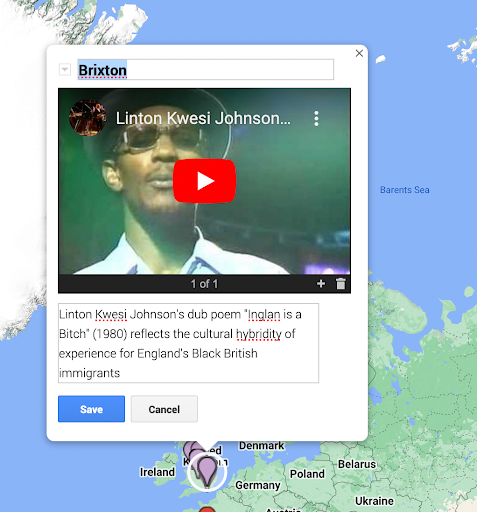 Brixton
Linton Kwesi Johnson...
1 of 1
Barents Sea
Linton Kwesi Johnson's dub poem "Inglan is a
Bitch" (1980) reflects the cultural hybridity of
experience for England's Black British
immigrants
Save
Cancel
Denmark
Ireland
Belarus
Poland
Germany
Ukraine
Austria